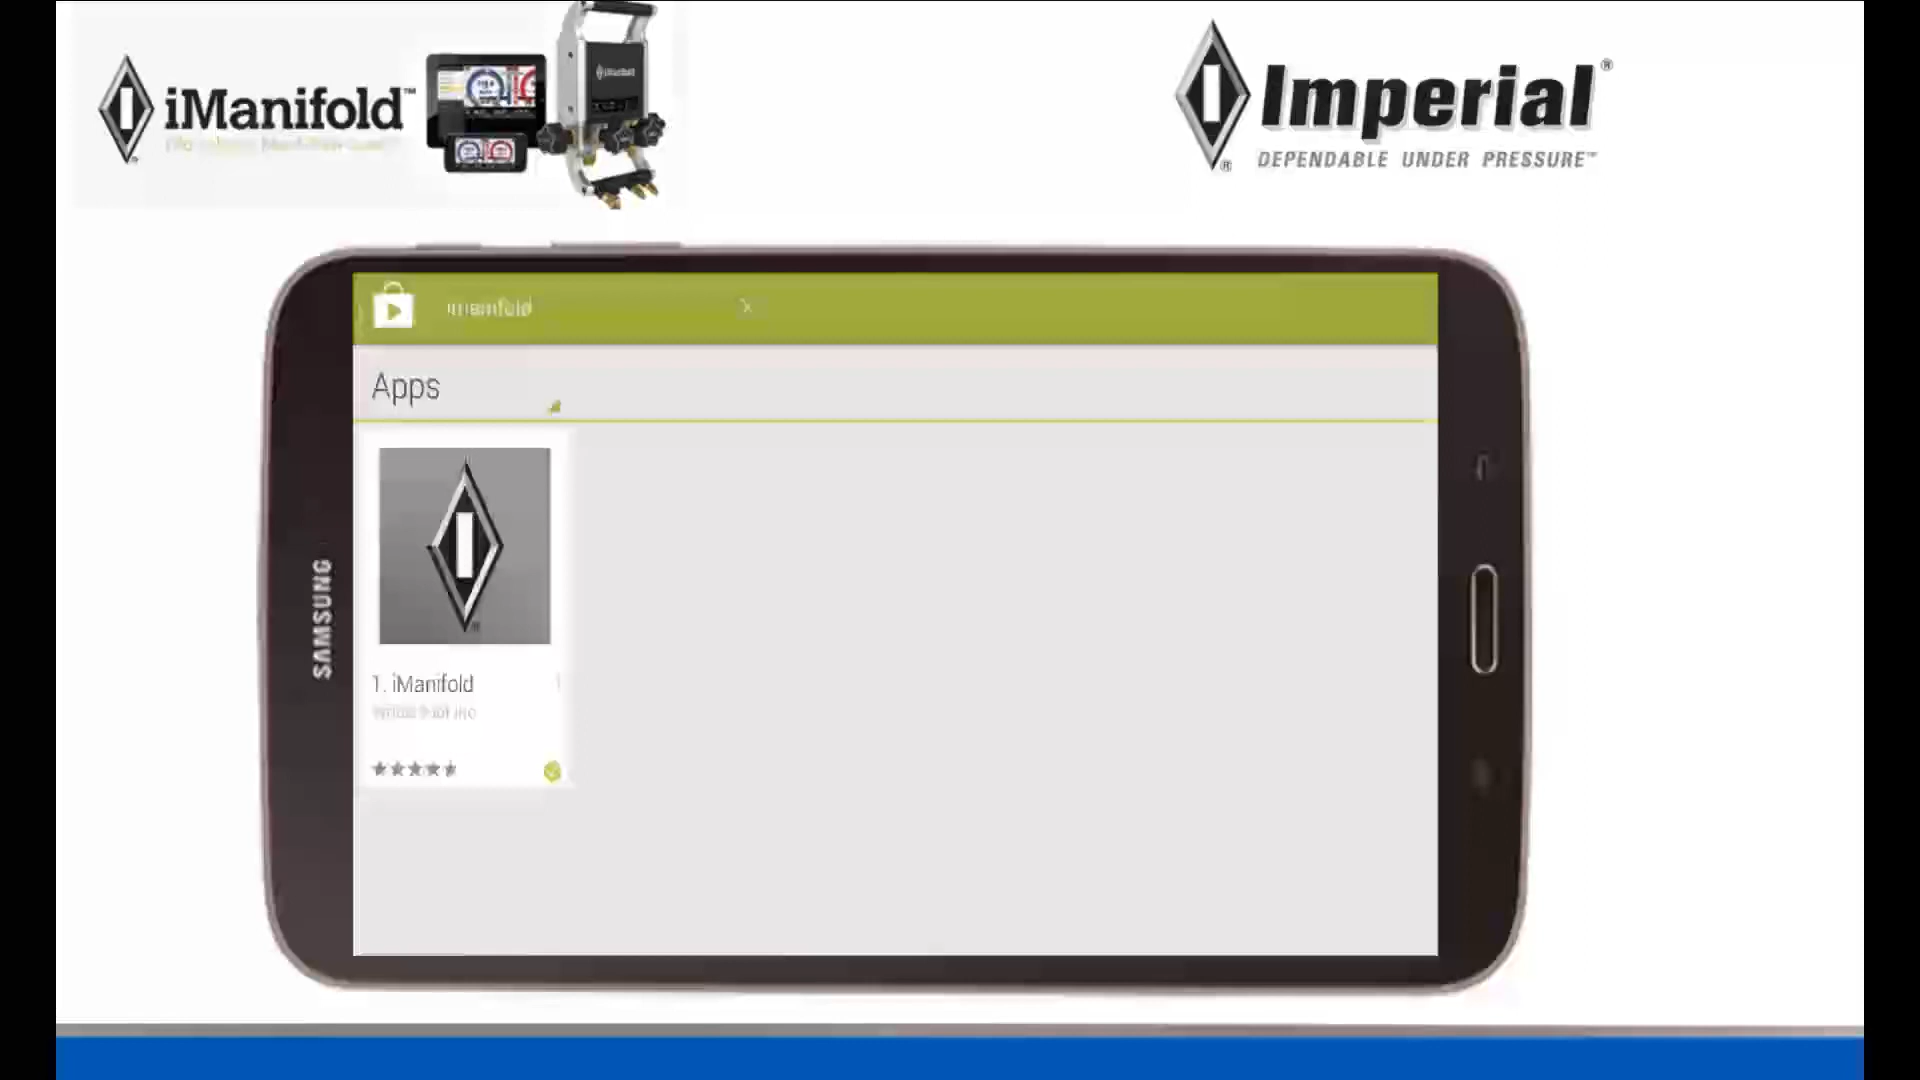 iManifold™
Imperial®
DEPENDABLE UNDER PRESSURE™
imanifold
Apps
SAMSUNG
1. iManifold